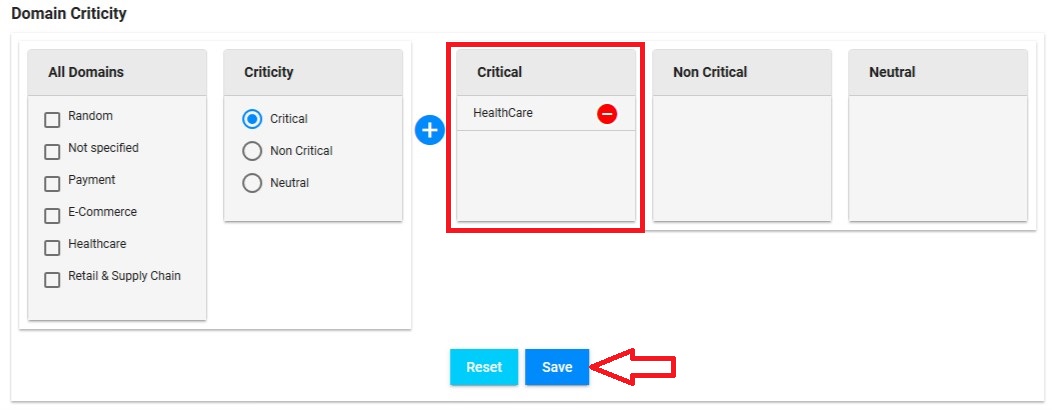 Domain Criticity
All Domains
Random
Not specified
Payment
E-Commerce
Healthcare
Retail & Supply Chain
Criticity
Critical
Non Critical
Neutral
Critical
HealthCare
Non Critical
Neutral
Reset
Save